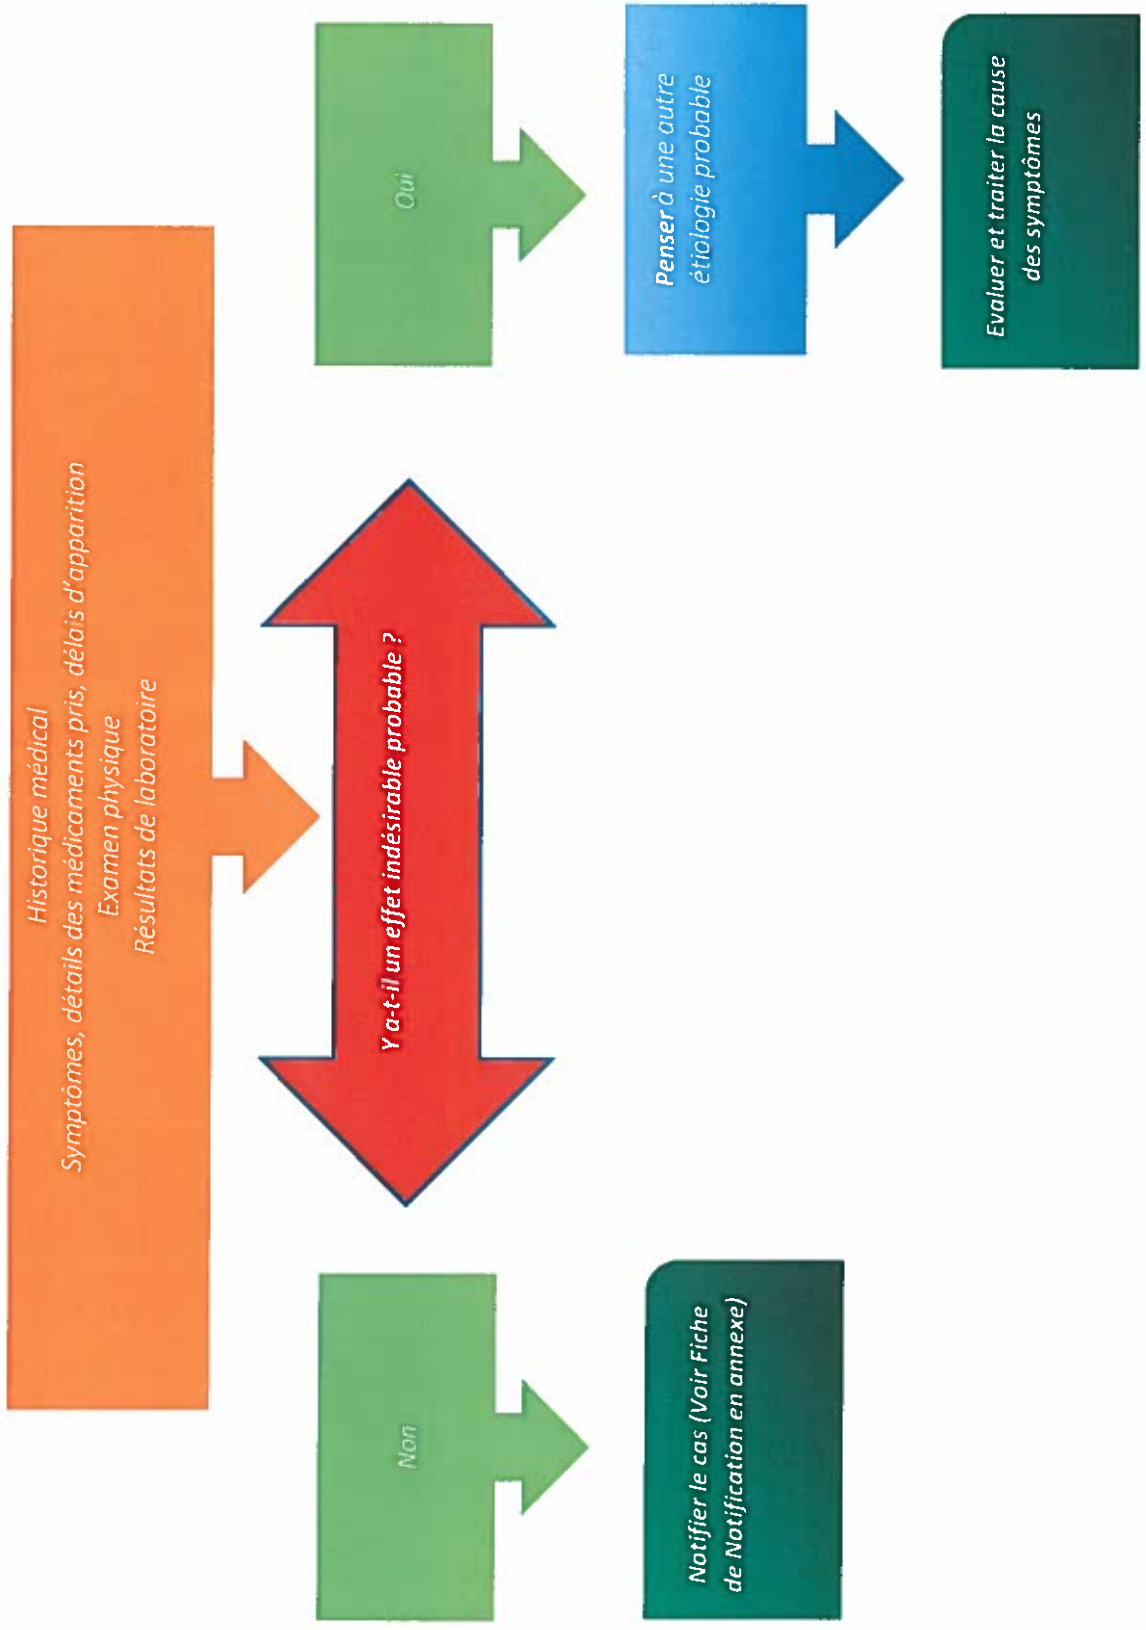 Historique médical
Symptômes, détails des médicaments pris, délais d'apparition
Examen physique
Résultats de laboratoire
Y a-t-il un effet indésirable probable ?
Non
Oui
Notifier le cas (Voir Fiche
de Notification en annexe)
Penser à une autre
étiologie probable
Evaluer et traiter la cause
des symptômes